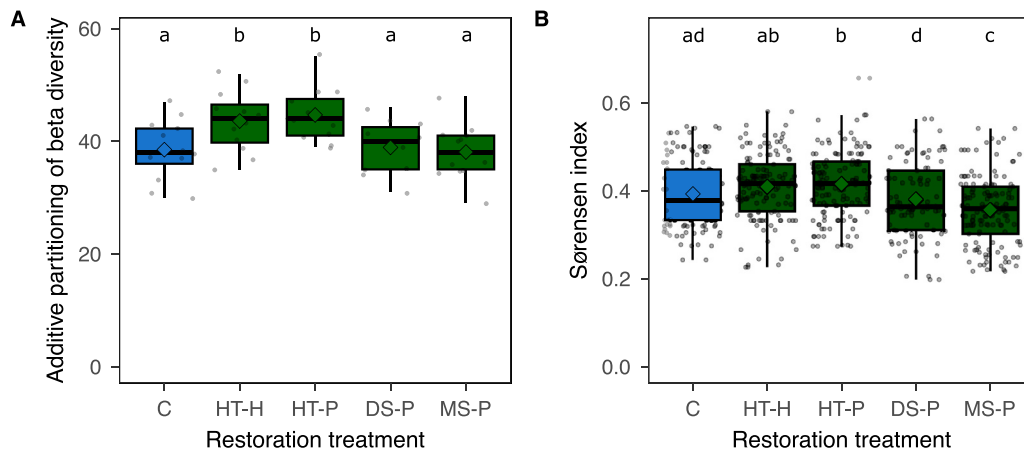 A
B
Additive partitioning of beta diversity
60
40
20
0
a b b a a
C HT-H HT-P DS-P MS-P
Restoration treatment
Sørensen index
0.6
0.4
0.2
0.0
ad ab b d c
C HT-H HT-P DS-P MS-P
Restoration treatment